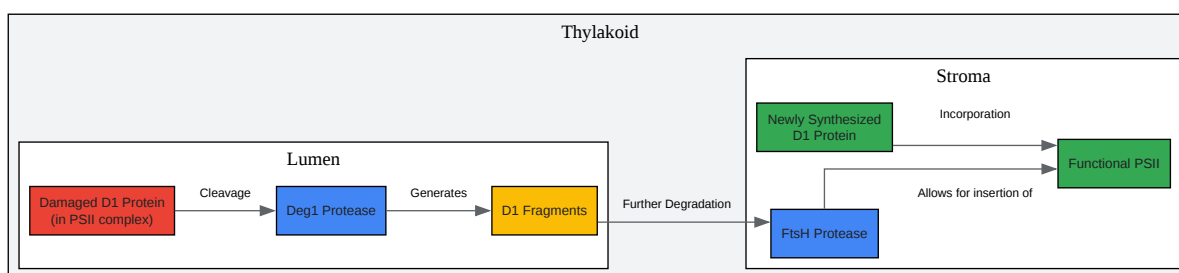 Thylakoid
Stroma
Newly Synthesized
D1 Protein
Incorporation
Functional PSII
Allows for insertion of
FtsH Protease
Lumen
Damaged D1 Protein
(in PSII complex)
Cleavage
Deg1 Protease
Generates
D1 Fragments
Further Degradation